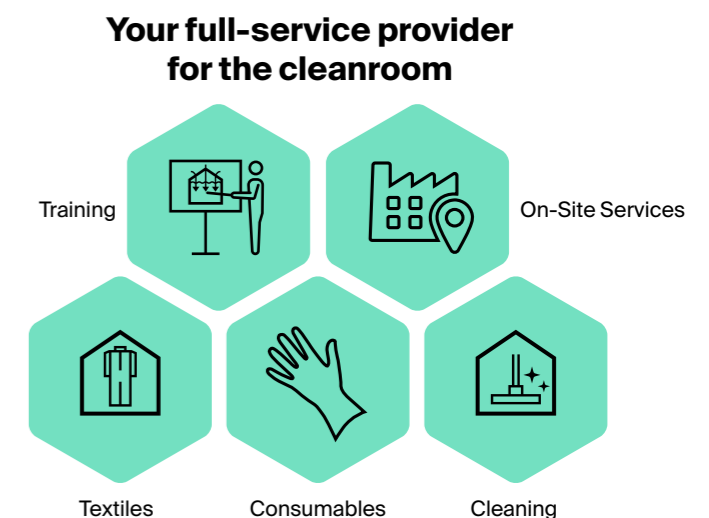 Your full-service provider
for the cleanroom
Training
On-Site Services
Textiles
Consumables
Cleaning